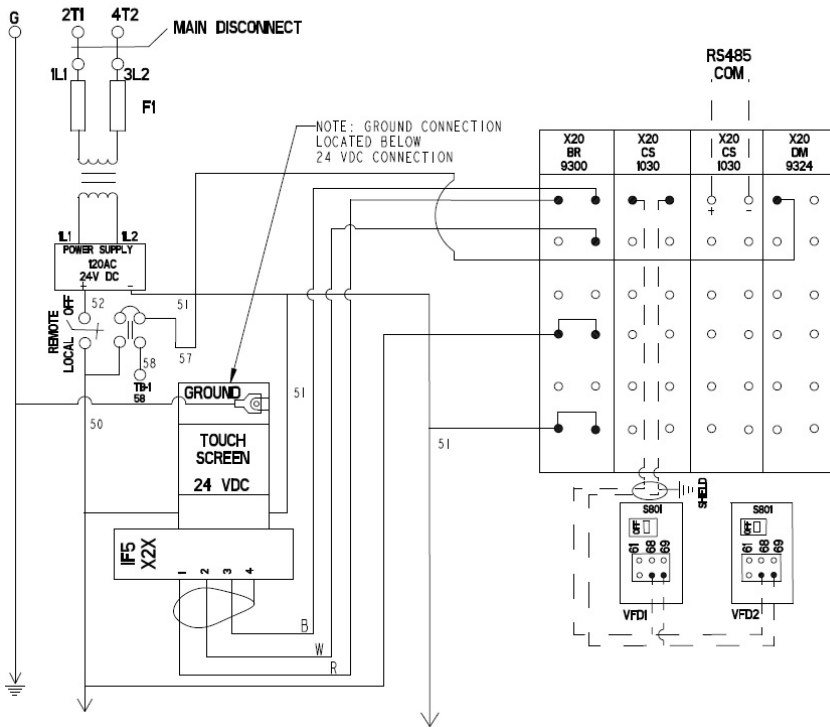 G
2T1 4T2
MAIN DISCONNECT
1L1 3L2
F1
RS485
COM
NOTE: GROUND CONNECTION
LOCATED BELOW
24 VDC CONNECTION
X20
BR
9300
X20
CS
1030
X20
CS
1030
X20
DM
9324
+ -
1L1 1L2
POWER SUPPLY
120AC
24V DC
+ -
52
51
REMOTE OFF
LOCAL
57
58
TB-1
58
50
51
51
GROUND
TOUCH
SCREEN
24 VDC
IF5
X2X
1 2 3 4
B
W
R
SHIELD
S801
OFF
61 68 69
VFD1
S801
OFF
61 68 69
VFD2